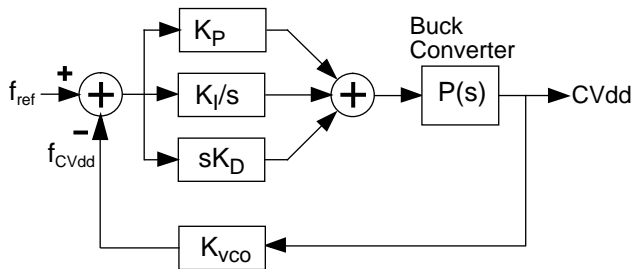 Buck
Converter
K_P
+
f_ref
+
K_I/s
+
P(s)
CVdd
−
f_CVdd
sK_D
K_vco